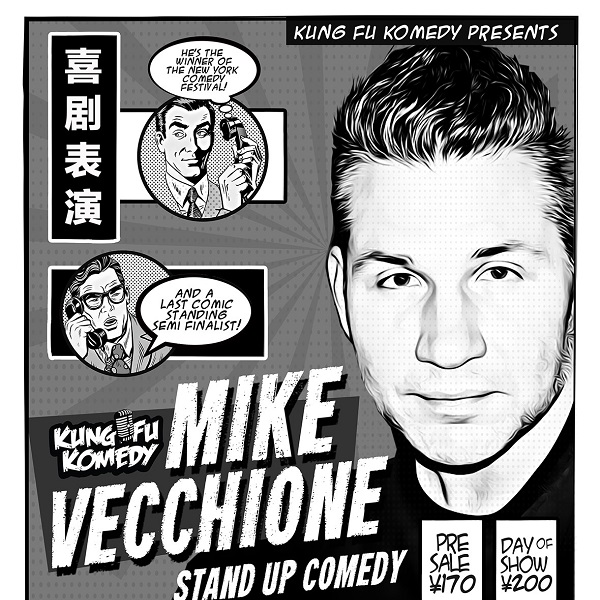 KUNG FU KOMEDY PRESENTS
喜
剧
表
演
HE'S THE
WINNER OF
THE NEW YORK
COMEDY
FESTIVAL!
AND A
LAST COMIC
STANDING
SEMI FINALIST!
KUNG FU
KOMEDY
MIKE
VECCHIONE
STAND UP COMEDY
PRE
SALE
¥170
DAY OF
SHOW
¥200